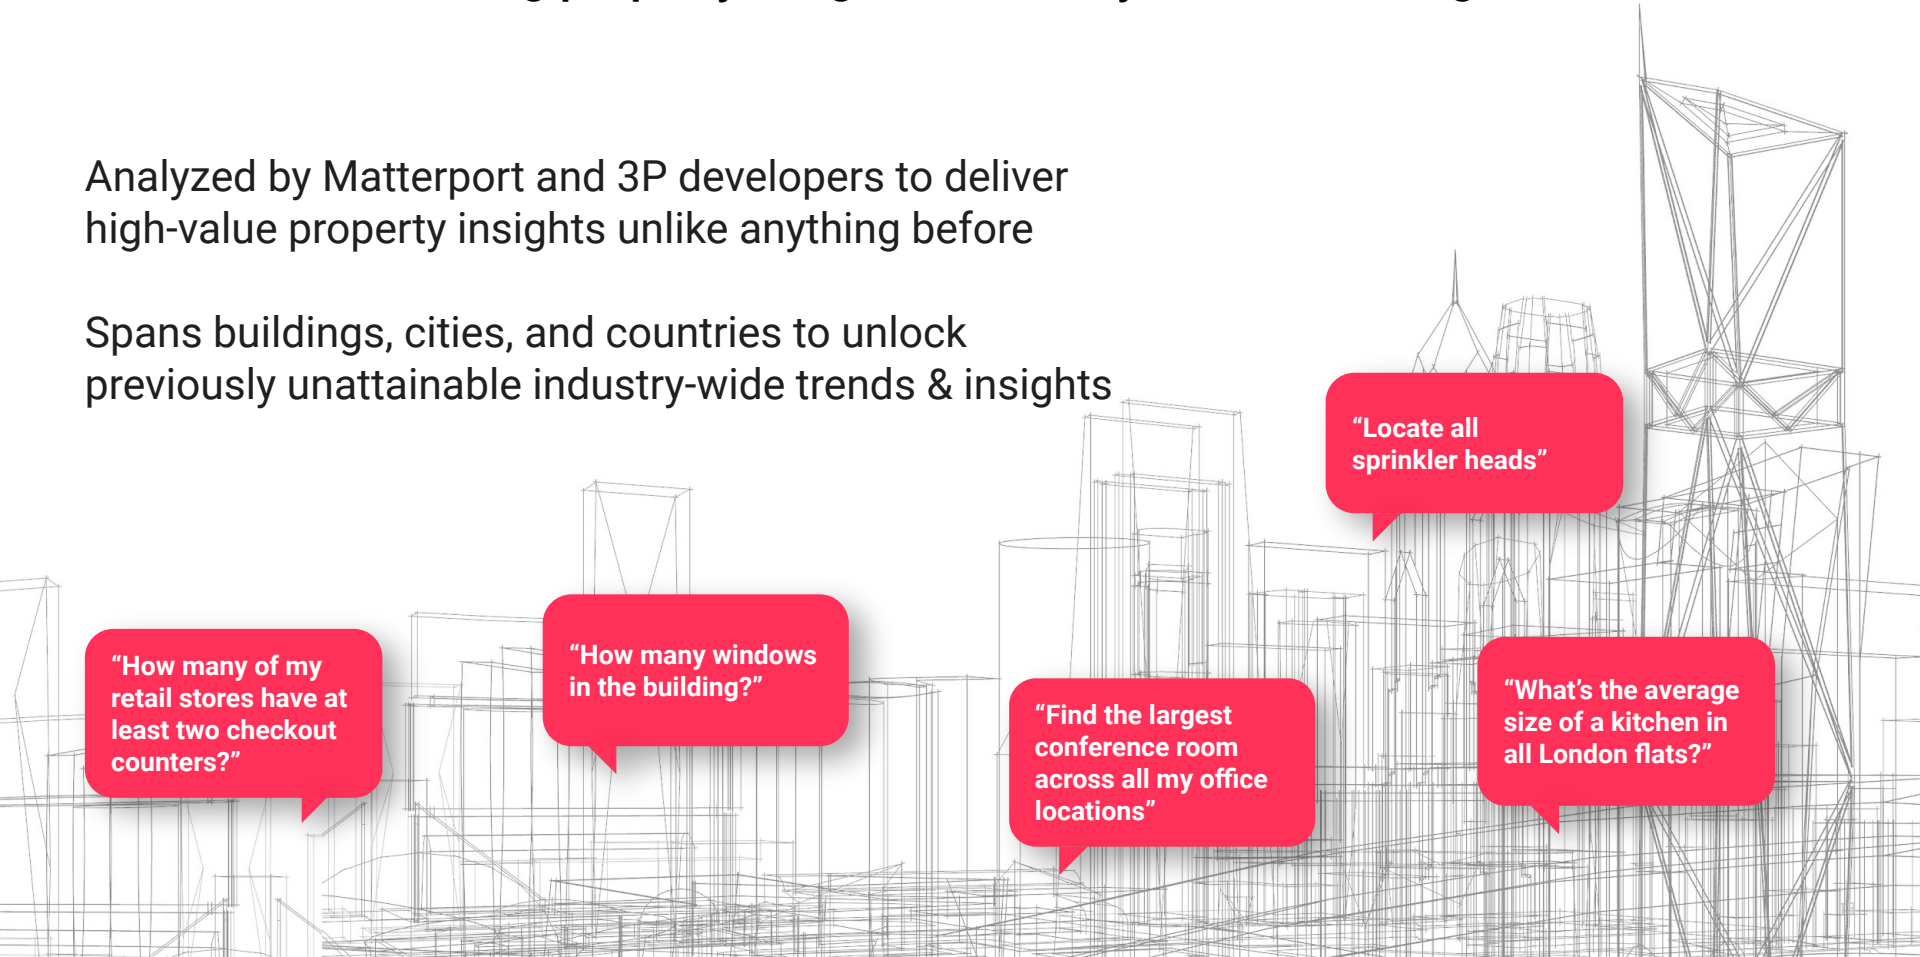 Analyzed by Matterport and 3P developers to deliver
high-value property insights unlike anything before
Spans buildings, cities, and countries to unlock
previously unattainable industry-wide trends & insights
“Locate all
sprinkler heads”
“How many of my
retail stores have at
least two checkout
counters?”
“How many windows
in the building?”
“Find the largest
conference room
across all my office
locations”
“What’s the average
size of a kitchen in
all London flats?”